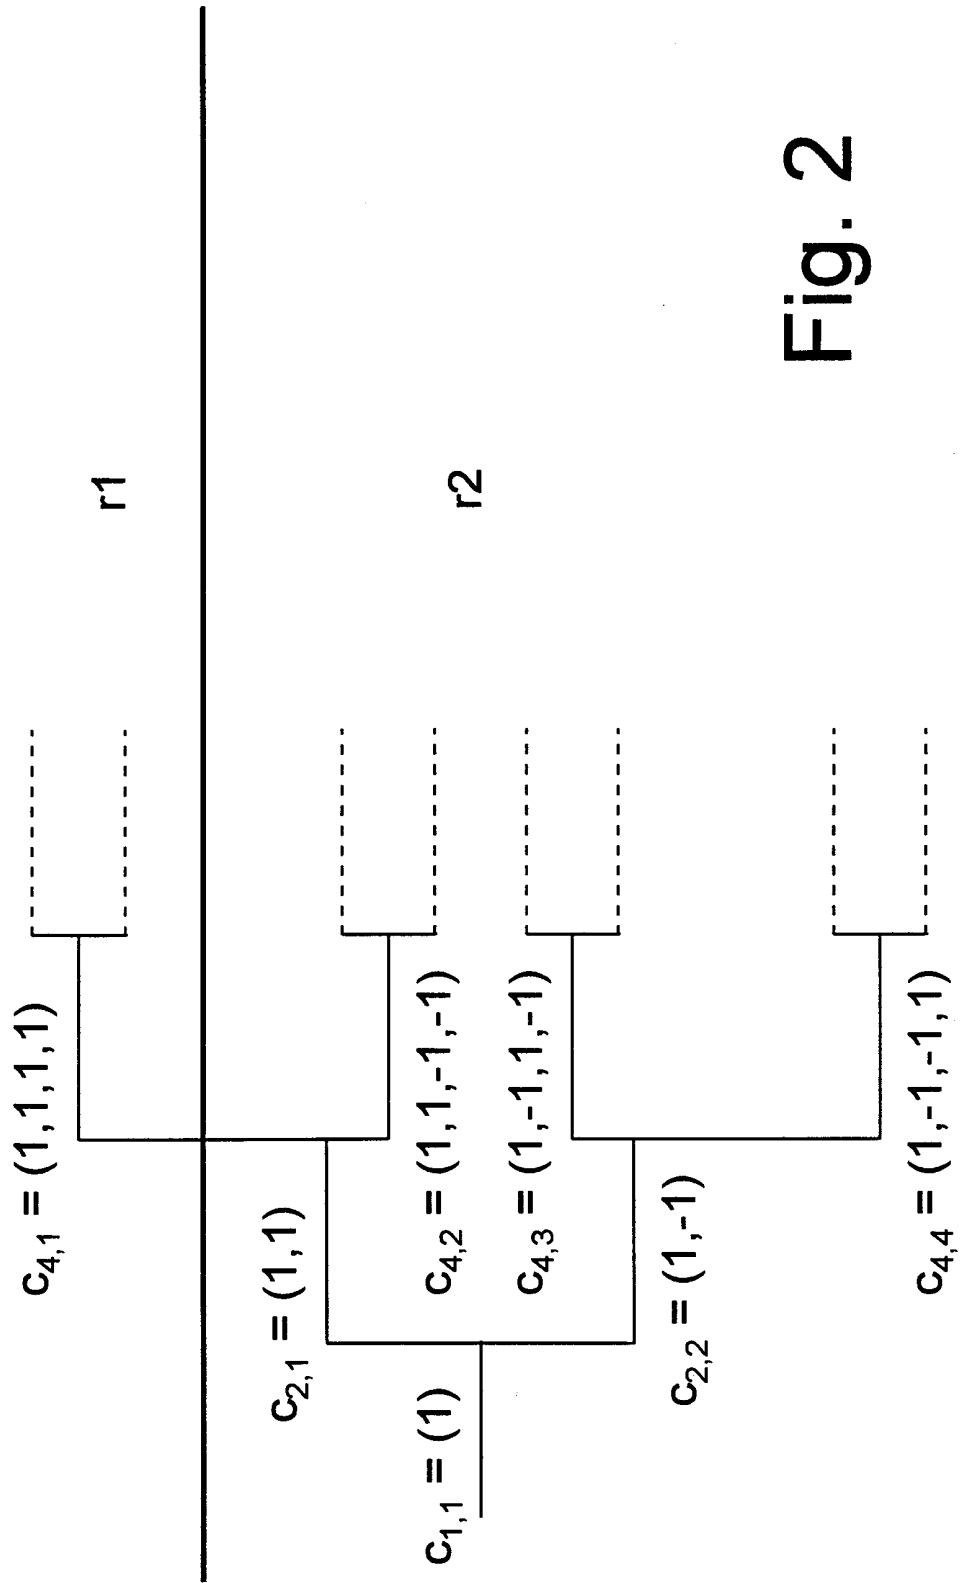 c4,1 = (1,1,1,1)
r1
c2,1 = (1,1)
c4,2 = (1,1,-1,-1)
c1,1 = (1)
r2
c4,3 = (1,-1,1,-1)
c2,2 = (1,-1)
c4,4 = (1,-1,-1,1)
Fig. 2